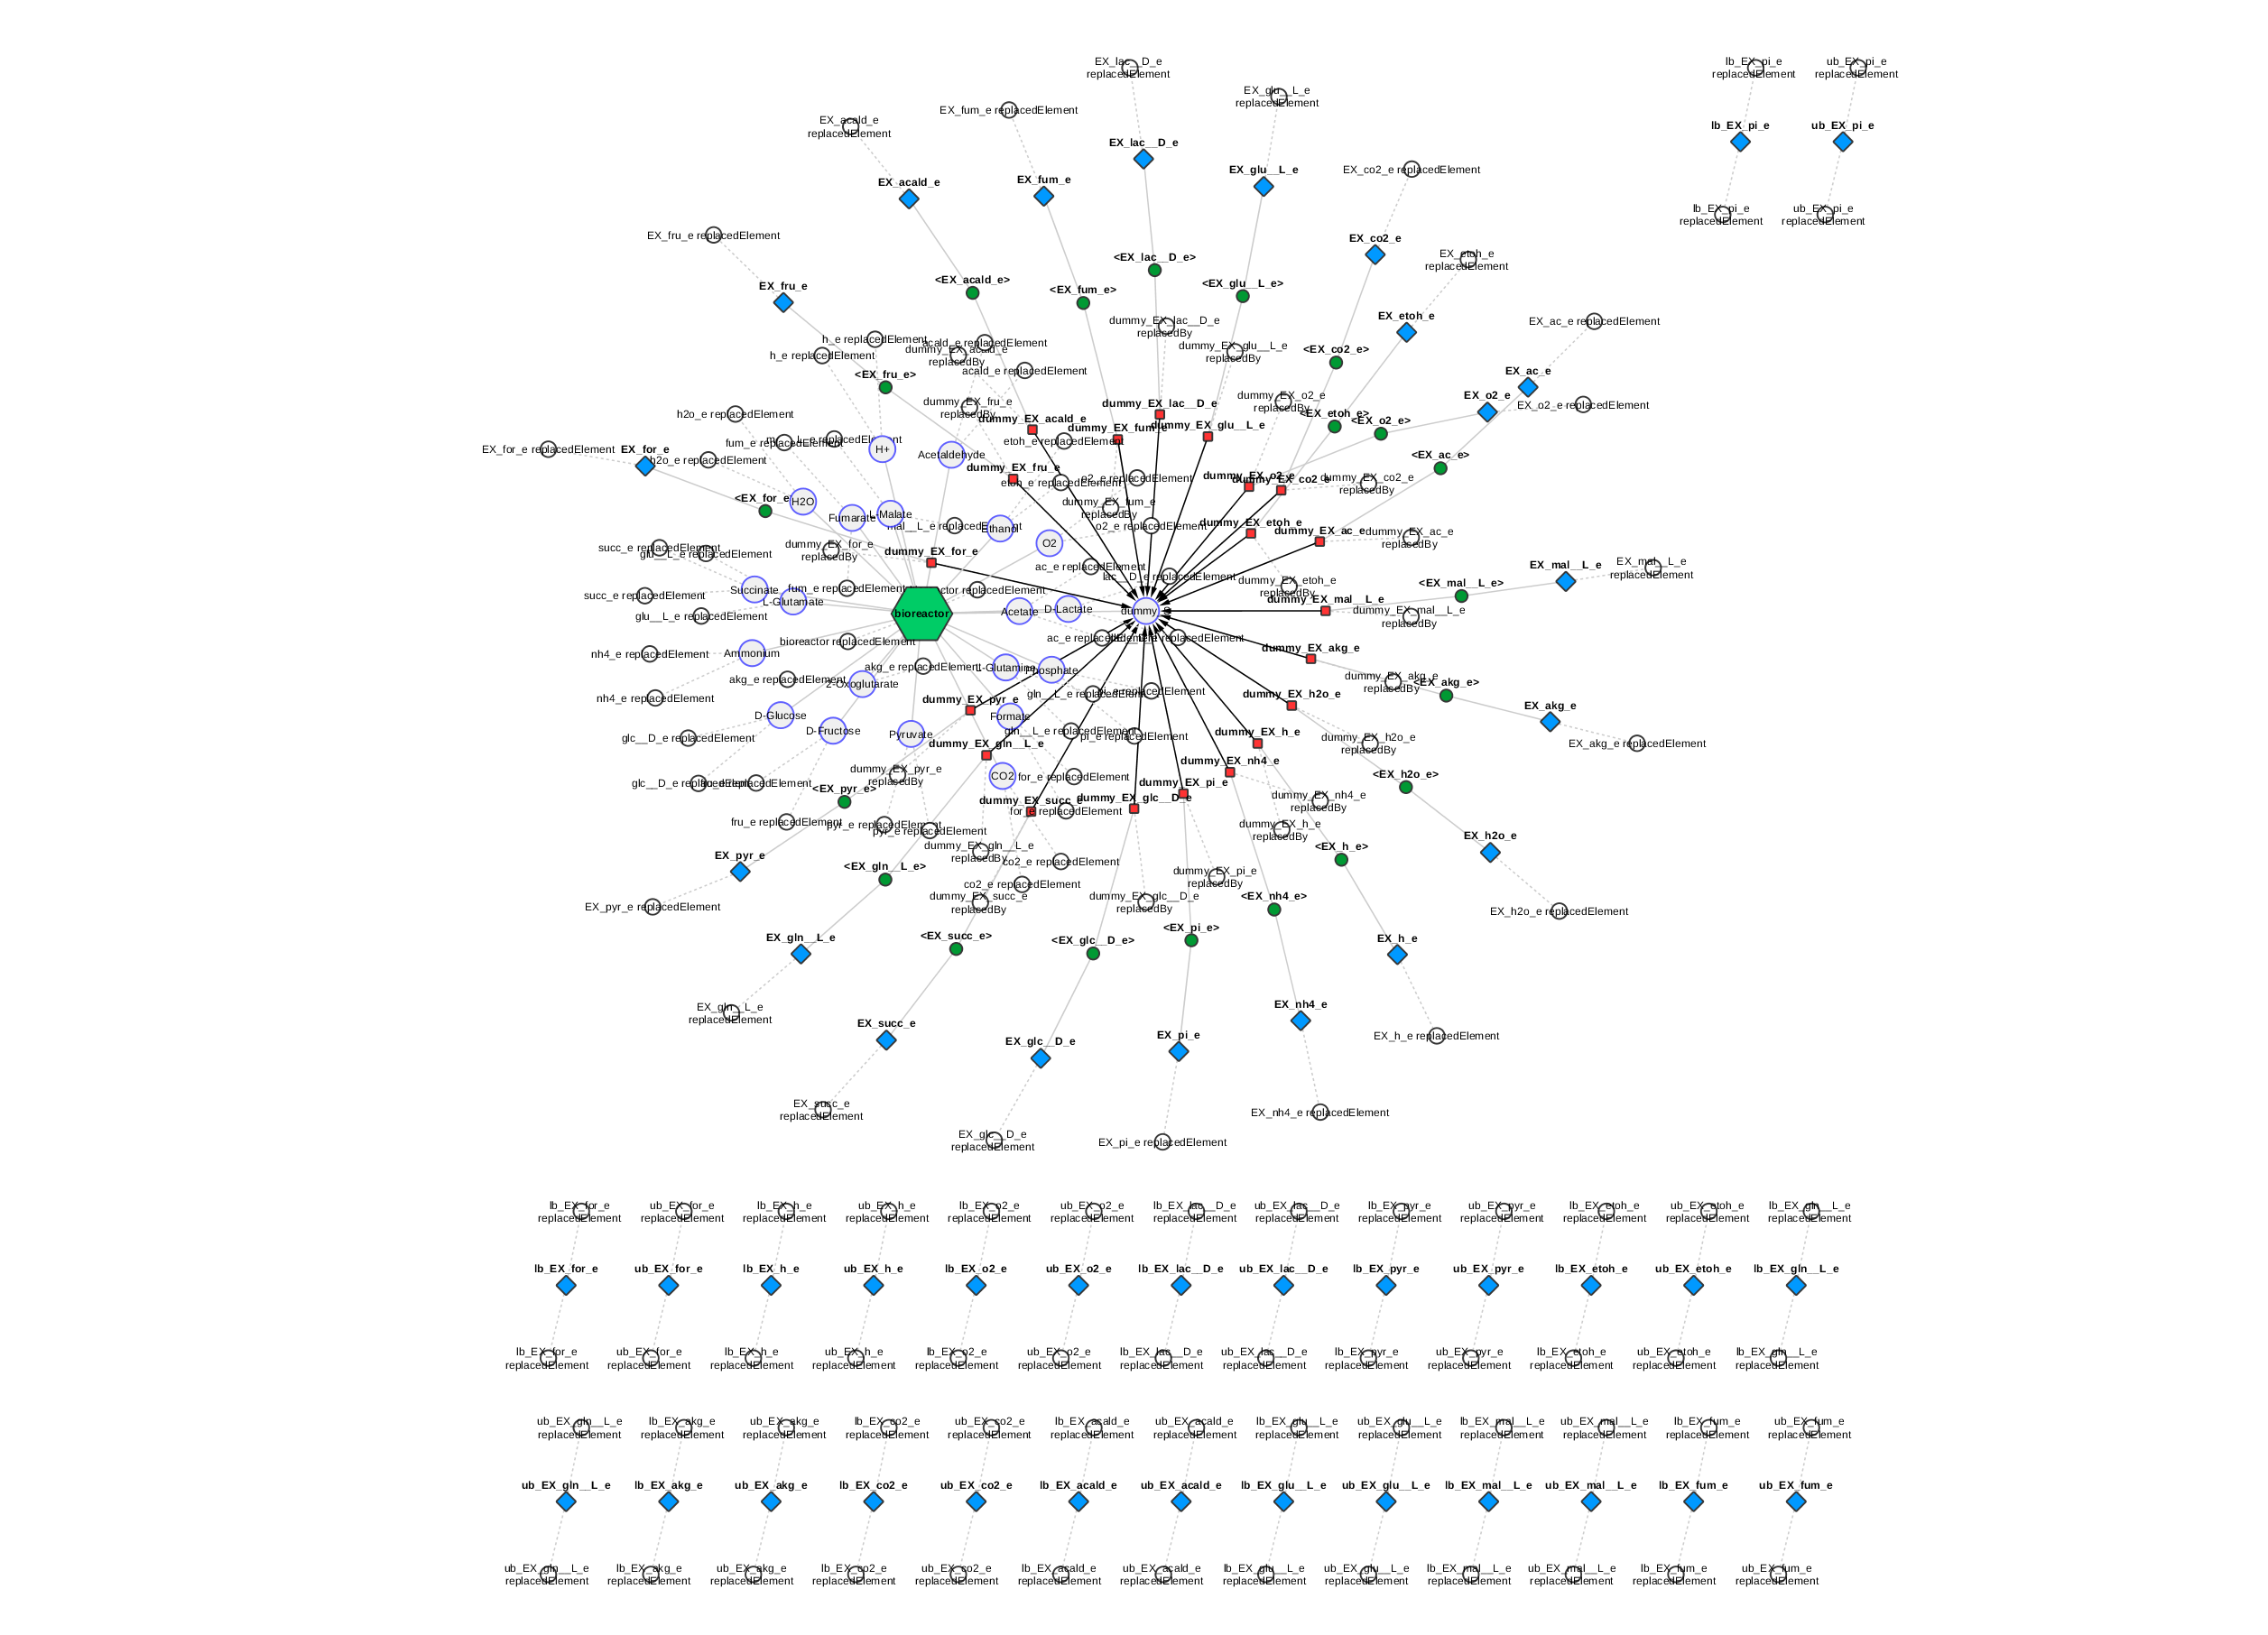 EX_lac__D_e
replacedElement
lb_EX_pi_e
replacedElement
ub_EX_pi_e
replacedElement
EX_glu__L_e
replacedElement
EX_fum_e replacedElement
EX_acald_e
replacedElement
lb_EX_pi_e
ub_EX_pi_e
EX_lac__D_e
EX_glu__L_e
EX_co2_e replacedElement
EX_acald_e
EX_fum_e
lb_EX_pi_e
replacedElement
ub_EX_pi_e
replacedElement
EX_fru_e replacedElement
EX_co2_e
EX_etoh_e
replacedElement
<EX_lac__D_e>
<EX_acald_e>
<EX_fum_e>
<EX_glu__L_e>
EX_fru_e
EX_etoh_e
EX_ac_e replacedElement
dummy_EX_lac__D_e
replacedBy
h_e replacedElement
acald_e replacedElement
dummy_EX_acald_e
replacedBy
dummy_EX_glu__L_e
replacedBy
<EX_co2_e>
h_e replacedElement
<EX_fru_e>
acald_e replacedElement
EX_ac_e
EX_o2_e
EX_o2_e replacedElement
dummy_EX_fru_e
replacedBy
dummy_EX_lac__D_e
dummy_EX_o2_e
replacedBy
<EX_etoh_e>
<EX_o2_e>
h2o_e replacedElement
dummy_EX_acald_e
dummy_EX_fum_e
dummy_EX_glu__L_e
fum_e replacedElement
H+
etoh_e replacedElement
EX_for_e replacedElement
EX_for_e
h2o_e replacedElement
Acetaldehyde
<EX_ac_e>
dummy_EX_fru_e
etoh_e replacedElement
o2_e replacedElement
dummy_EX_o2_e
dummy_EX_co2_e
dummy_EX_co2_e
replacedBy
<EX_for_e>
H2O
Fumarate
L-Malate
mal__L_e replacedElement
Ethanol
dummy_EX_fum_e
replacedBy
o2_e replacedElement
dummy_EX_etoh_e
dummy_EX_ac_e
dummy_EX_ac_e
replacedBy
succ_e replacedElement
glu__L_e replacedElement
dummy_EX_for_e
replacedBy
dummy_EX_for_e
O2
ac_e replacedElement
lac__D_e replacedElement
dummy_EX_etoh_e
replacedBy
EX_mal__L_e
EX_mal__L_e
replacedElement
<EX_mal__L_e>
succ_e replacedElement
Succinate
L-Glutamate
fum_e replacedElement
bioreactor
Acetate
D-Lactate
dummy_EX_mal__L_e
dummy_EX_mal__L_e
replacedBy
glu__L_e replacedElement
bioreactor replacedElement
nh4_e replacedElement
Ammonium
dummy_EX_akg_e
akg_e replacedElement
L-Glutamine
Phosphate
akg_e replacedElement
2-Oxoglutarate
dummy_EX_akg_e
replacedBy
<EX_akg_e>
nh4_e replacedElement
dummy_EX_pyr_e
gln__L_e replacedElement
dummy_EX_h2o_e
D-Glucose
D-Fructose
Pyruvate
Formate
gln__L_e replacedElement
pi_e replacedElement
dummy_EX_h_e
dummy_EX_h2o_e
replacedBy
EX_akg_e
EX_akg_e replacedElement
glc__D_e replacedElement
dummy_EX_gln__L_e
dummy_EX_nh4_e
dummy_EX_pyr_e
replacedBy
CO2
for_e replacedElement
dummy_EX_pi_e
<EX_h2o_e>
glc__D_e replacedElement
<EX_pyr_e>
dummy_EX_succ_e
dummy_EX_glc__D_e
for_e replacedElement
dummy_EX_nh4_e
replacedBy
fru_e replacedElement
pyr_e replacedElement
pyr_e replacedElement
dummy_EX_h_e
replacedBy
EX_h2o_e
EX_pyr_e
<EX_gln__L_e>
dummy_EX_gln__L_e
replacedBy
co2_e replacedElement
<EX_h_e>
dummy_EX_pi_e
replacedBy
co2_e replacedElement
dummy_EX_succ_e
replacedBy
dummy_EX_glc__D_e
replacedBy
<EX_nh4_e>
EX_pyr_e replacedElement
EX_h2o_e replacedElement
EX_gln__L_e
<EX_succ_e>
<EX_glc__D_e>
<EX_pi_e>
EX_h_e
EX_gln__L_e
replacedElement
EX_succ_e
EX_glc__D_e
EX_pi_e
EX_nh4_e
EX_h_e replacedElement
EX_succ_e
replacedElement
EX_glc__D_e
replacedElement
EX_pi_e replacedElement
EX_nh4_e replacedElement
lb_EX_for_e
replacedElement
ub_EX_for_e
replacedElement
lb_EX_h_e
replacedElement
ub_EX_h_e
replacedElement
lb_EX_o2_e
replacedElement
ub_EX_o2_e
replacedElement
lb_EX_lac__D_e
replacedElement
ub_EX_lac__D_e
replacedElement
lb_EX_pyr_e
replacedElement
ub_EX_pyr_e
replacedElement
lb_EX_etoh_e
replacedElement
ub_EX_etoh_e
replacedElement
lb_EX_gln__L_e
replacedElement
lb_EX_for_e
ub_EX_for_e
lb_EX_h_e
ub_EX_h_e
lb_EX_o2_e
ub_EX_o2_e
lb_EX_lac__D_e
ub_EX_lac__D_e
lb_EX_pyr_e
ub_EX_pyr_e
lb_EX_etoh_e
ub_EX_etoh_e
lb_EX_gln__L_e
lb_EX_for_e
replacedElement
ub_EX_for_e
replacedElement
lb_EX_h_e
replacedElement
ub_EX_h_e
replacedElement
lb_EX_o2_e
replacedElement
ub_EX_o2_e
replacedElement
lb_EX_lac__D_e
replacedElement
ub_EX_lac__D_e
replacedElement
lb_EX_pyr_e
replacedElement
ub_EX_pyr_e
replacedElement
lb_EX_etoh_e
replacedElement
ub_EX_etoh_e
replacedElement
lb_EX_gln__L_e
replacedElement
ub_EX_gln__L_e
replacedElement
lb_EX_akg_e
replacedElement
ub_EX_akg_e
replacedElement
lb_EX_co2_e
replacedElement
ub_EX_co2_e
replacedElement
lb_EX_acald_e
replacedElement
ub_EX_acald_e
replacedElement
lb_EX_glu__L_e
replacedElement
ub_EX_glu__L_e
replacedElement
lb_EX_mal__L_e
replacedElement
ub_EX_mal__L_e
replacedElement
lb_EX_fum_e
replacedElement
ub_EX_fum_e
replacedElement
ub_EX_gln__L_e
lb_EX_akg_e
ub_EX_akg_e
lb_EX_co2_e
ub_EX_co2_e
lb_EX_acald_e
ub_EX_acald_e
lb_EX_glu__L_e
ub_EX_glu__L_e
lb_EX_mal__L_e
ub_EX_mal__L_e
lb_EX_fum_e
ub_EX_fum_e
ub_EX_gln__L_e
replacedElement
lb_EX_akg_e
replacedElement
ub_EX_akg_e
replacedElement
lb_EX_co2_e
replacedElement
ub_EX_co2_e
replacedElement
lb_EX_acald_e
replacedElement
ub_EX_acald_e
replacedElement
lb_EX_glu__L_e
replacedElement
ub_EX_glu__L_e
replacedElement
lb_EX_mal__L_e
replacedElement
ub_EX_mal__L_e
replacedElement
lb_EX_fum_e
replacedElement
ub_EX_fum_e
replacedElement